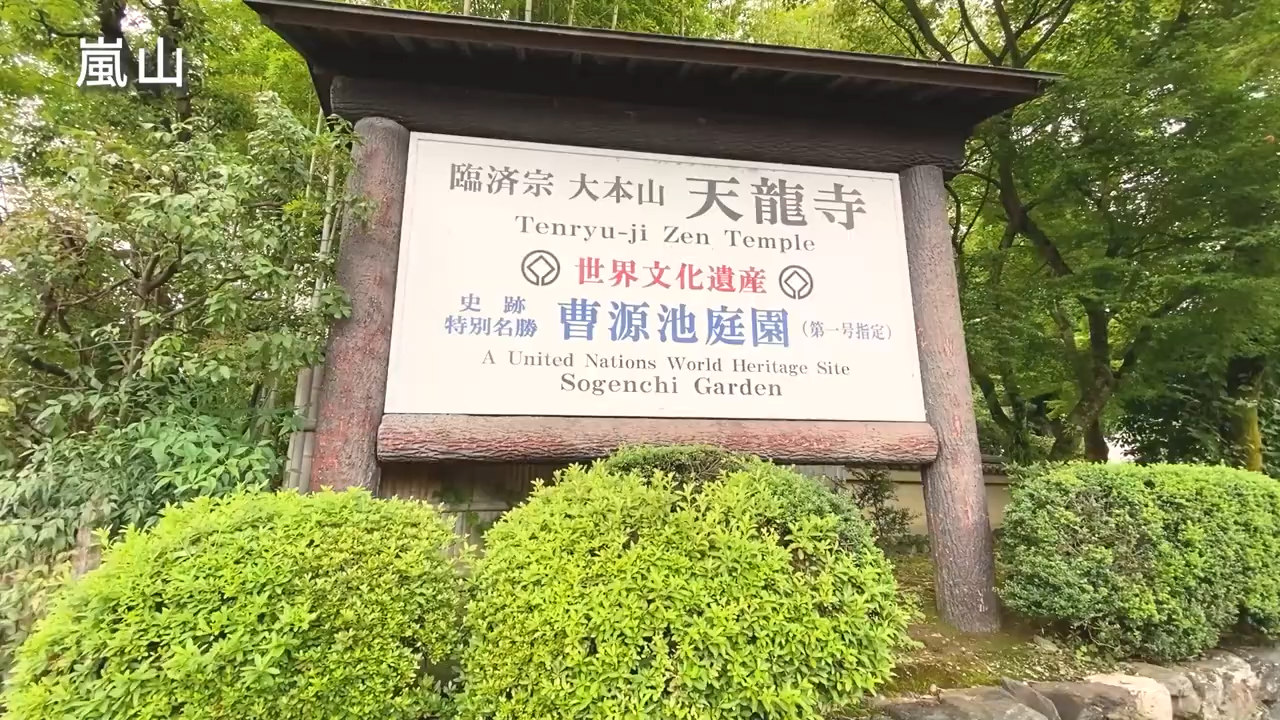 嵐山
臨済宗 大本山 天龍寺
Tenryu-ji Zen Temple
世界文化遺産
史跡
特別名勝 曹源池庭園 (第一号指定)
A United Nations World Heritage Site
Sogenchi Garden